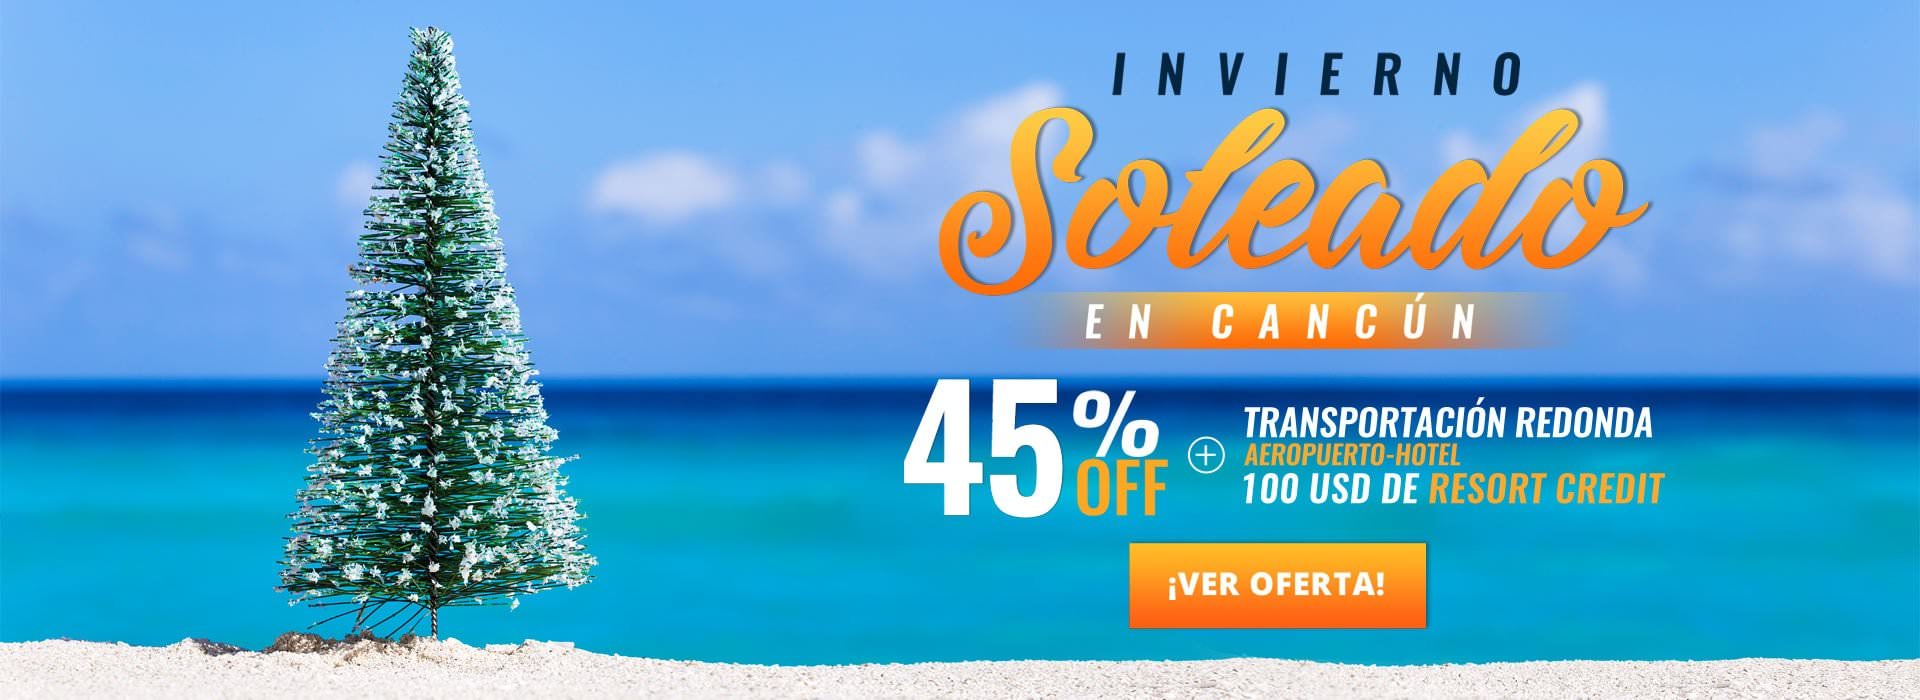 INVIERNO
Soleado
EN CANCÚN
45% OFF
+
TRANSPORTACIÓN REDONDA
AEROPUERTO-HOTEL
100 USD DE RESORT CREDIT
¡VER OFERTA!